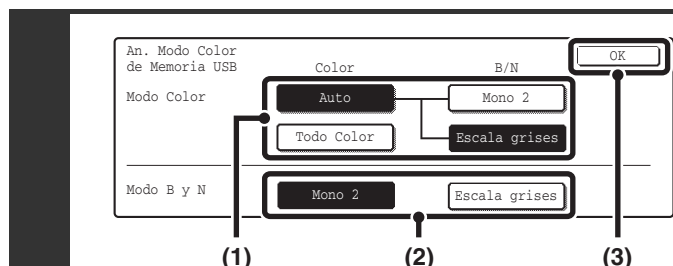 An. Modo Color
de Memoria USB
Color
B/N
OK
Modo Color
Auto
Mono 2
Todo Color
Escala grises
Modo B y N
Mono 2
Escala grises
(1)
(2)
(3)